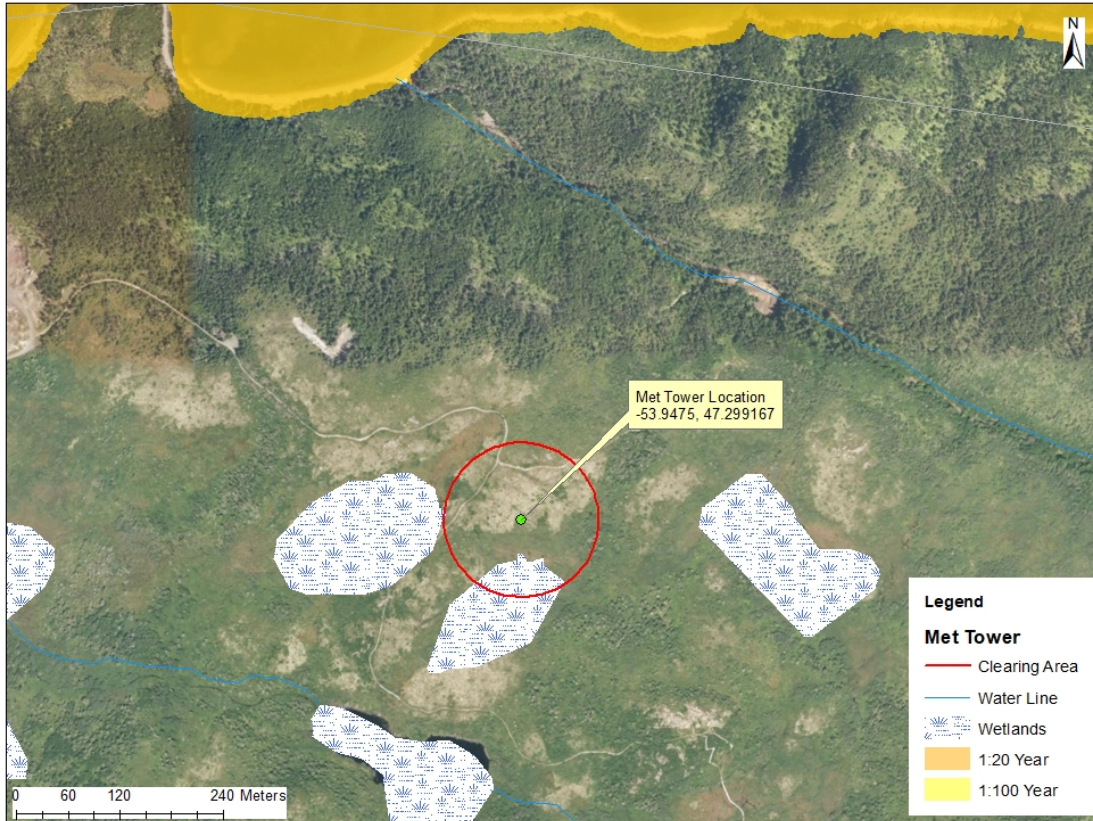 N
Met Tower Location
-53.9475, 47.299167
Legend
Met Tower
Clearing Area
Water Line
Wetlands
1:20 Year
1:100 Year
0 60 120 240 Meters